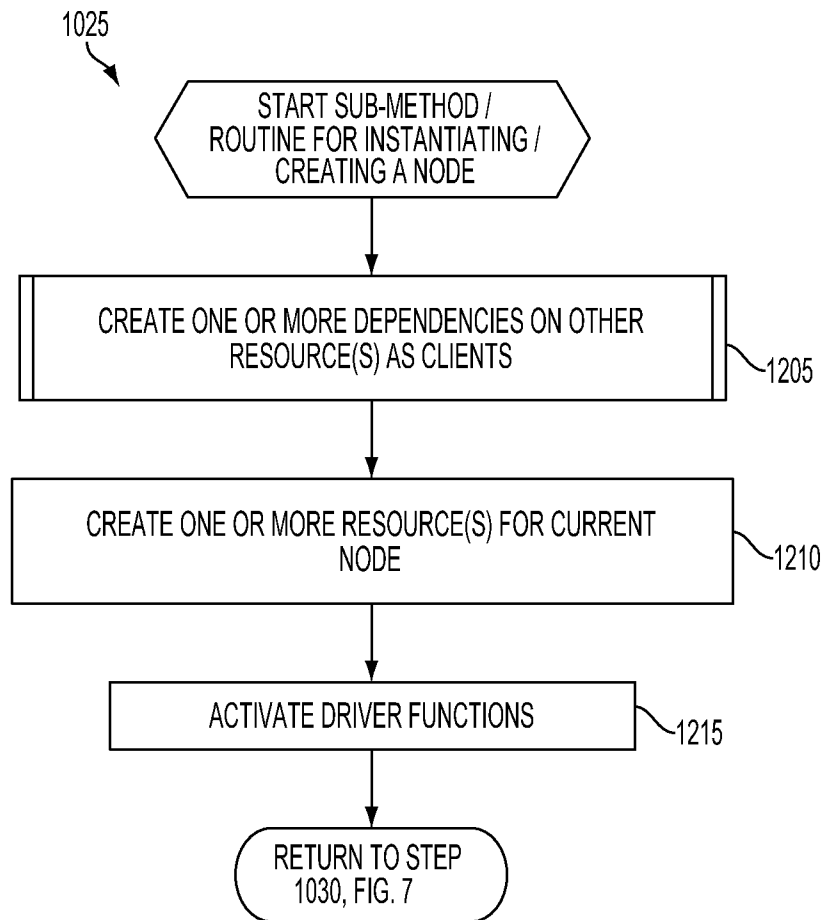 1025
START SUB-METHOD /
ROUTINE FOR INSTANTIATING /
CREATING A NODE
CREATE ONE OR MORE DEPENDENCIES ON OTHER
RESOURCE(S) AS CLIENTS
1205
CREATE ONE OR MORE RESOURCE(S) FOR CURRENT
NODE
1210
ACTIVATE DRIVER FUNCTIONS
1215
RETURN TO STEP
1030, FIG. 7